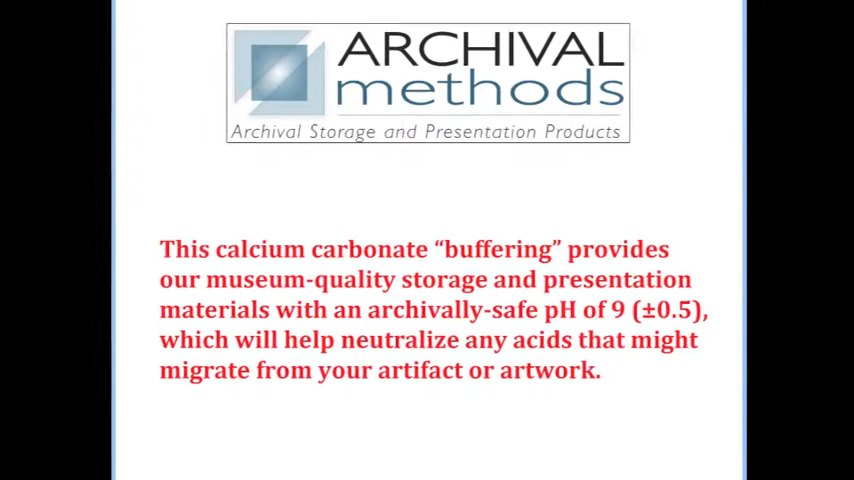 ARCHIVAL
methods
Archival Storage and Presentation Products
This calcium carbonate “buffering” provides
our museum-quality storage and presentation
materials with an archivally-safe pH of 9 (±0.5),
which will help neutralize any acids that might
migrate from your artifact or artwork.